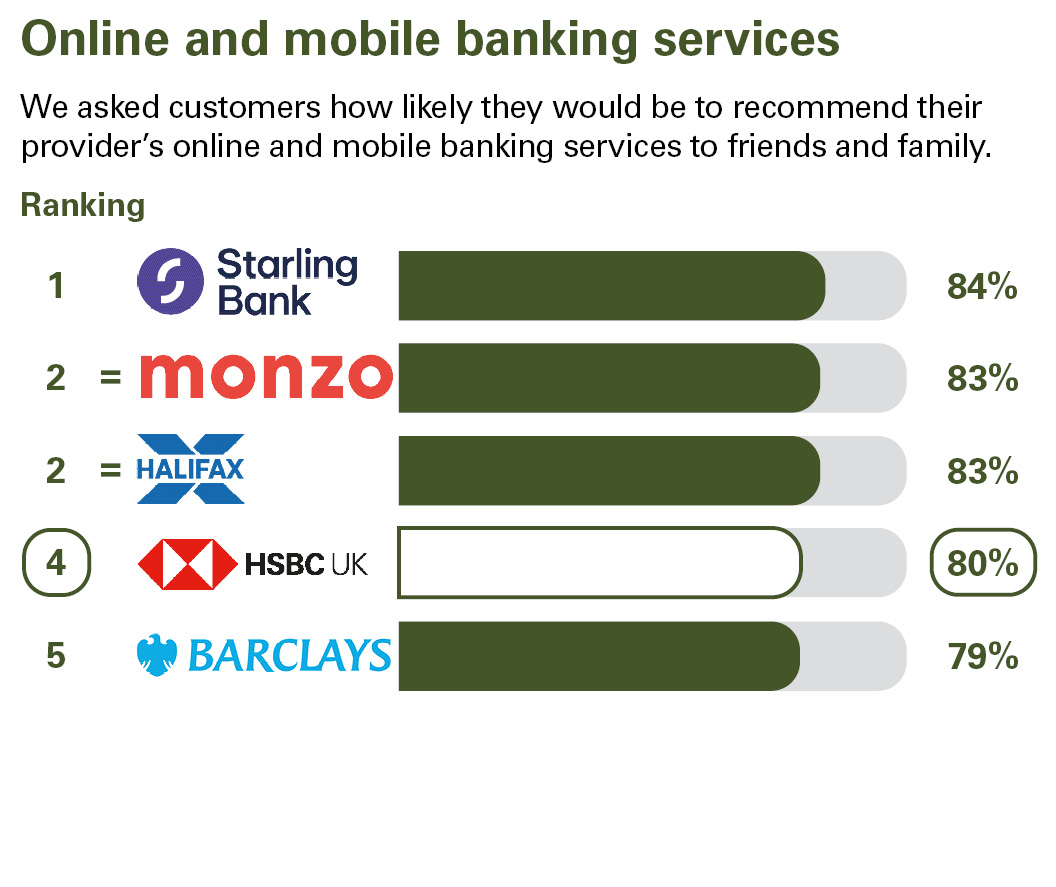 Online and mobile banking services
We asked customers how likely they would be to recommend their
provider’s online and mobile banking services to friends and family.
Ranking
1 Starling Bank 84%
2 = monzo 83%
2 = HALIFAX 83%
4 HSBC UK 80%
5 BARCLAYS 79%